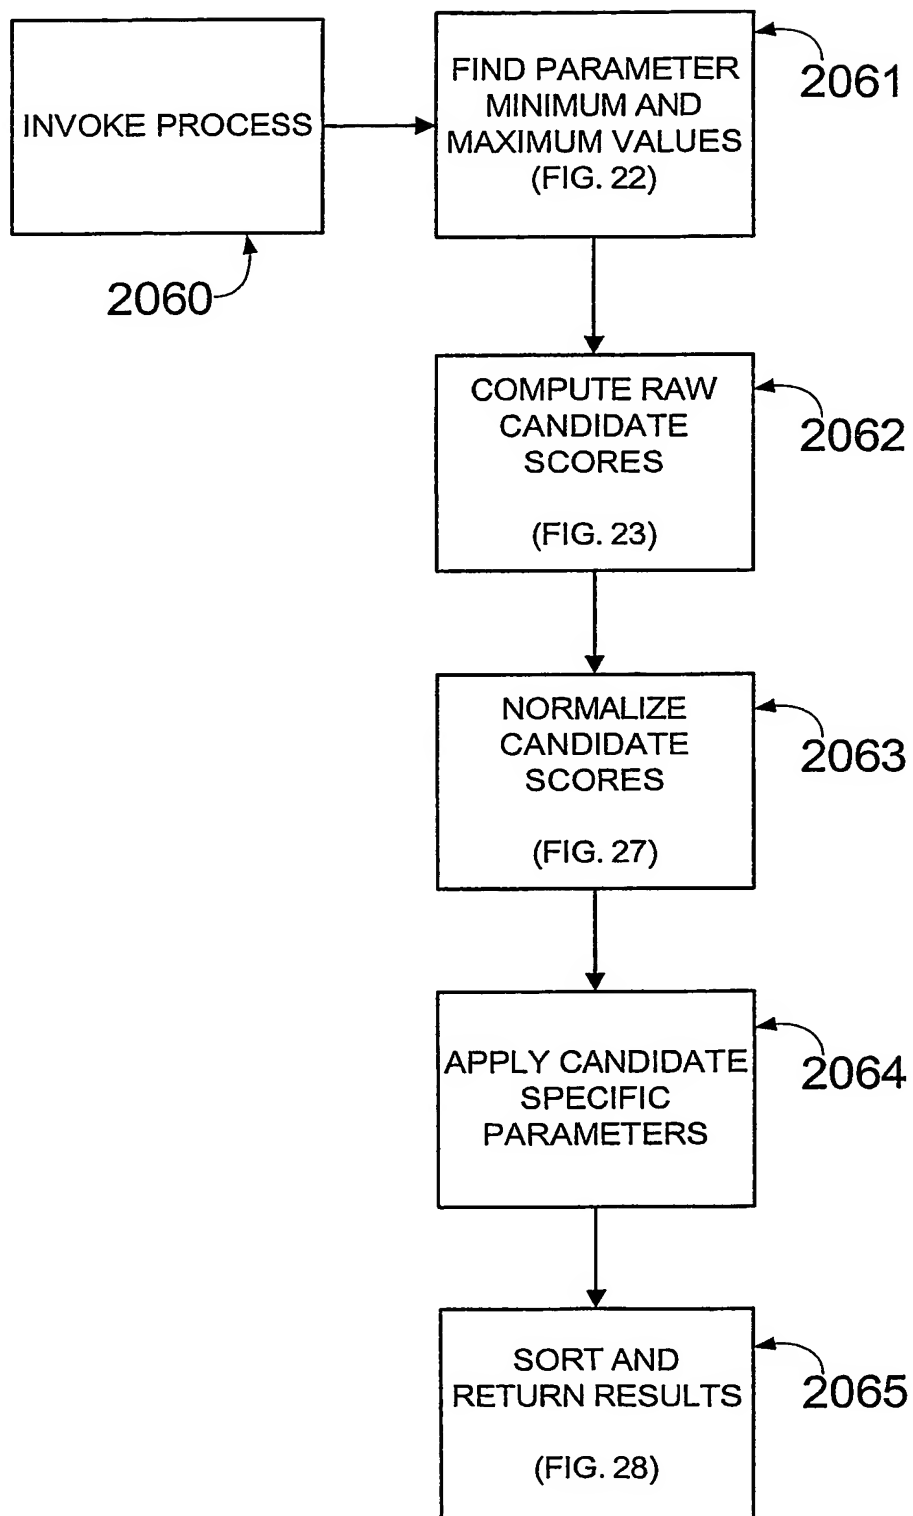 INVOKE PROCESS
2060
FIND PARAMETER
MINIMUM AND
MAXIMUM VALUES
(FIG. 22)
2061
COMPUTE RAW
CANDIDATE
SCORES
(FIG. 23)
2062
NORMALIZE
CANDIDATE
SCORES
(FIG. 27)
2063
APPLY CANDIDATE
SPECIFIC
PARAMETERS
2064
SORT AND
RETURN RESULTS
(FIG. 28)
2065